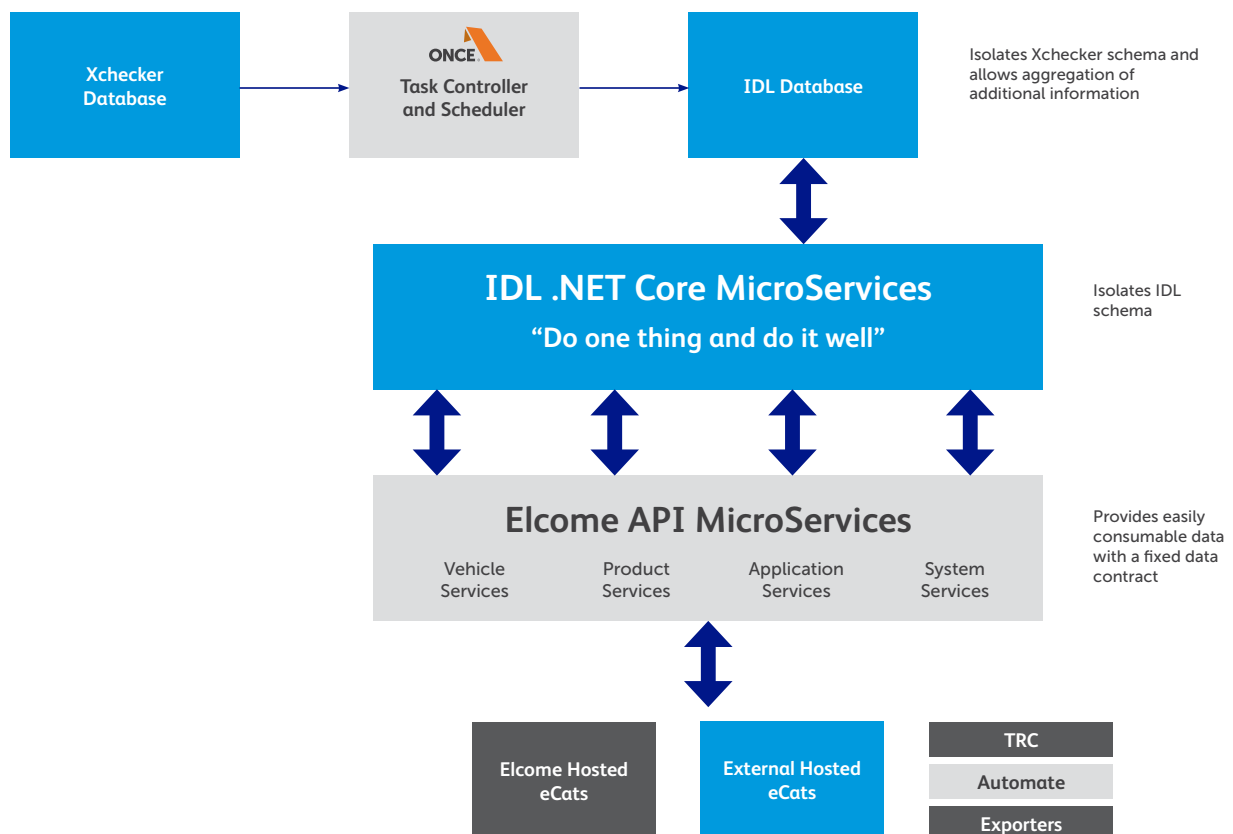 Xchecker
Database
ONCE
Task Controller
and Scheduler
IDL Database
Isolates Xchecker schema and
allows aggregation of
additional information
IDL .NET Core MicroServices
“Do one thing and do it well”
Isolates IDL
schema
Elcome API MicroServices
Vehicle
Services
Product
Services
Application
Services
System
Services
Provides easily
consumable data
with a fixed data
contract
Elcome Hosted
eCats
External Hosted
eCats
TRC
Automate
Exporters